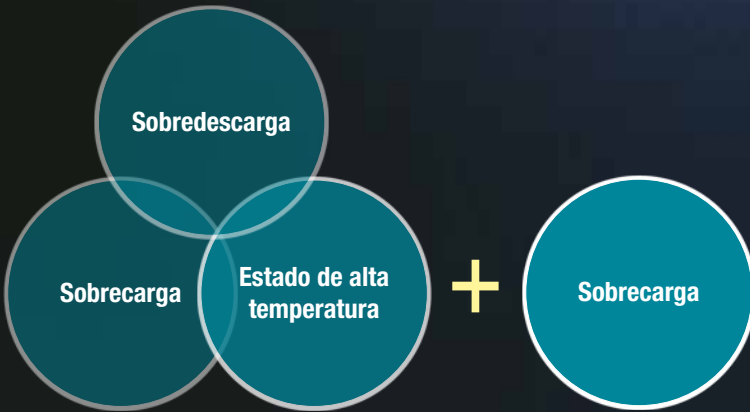 Sobredescarga
Sobrecarga
Estado de alta
temperatura
+
Sobrecarga